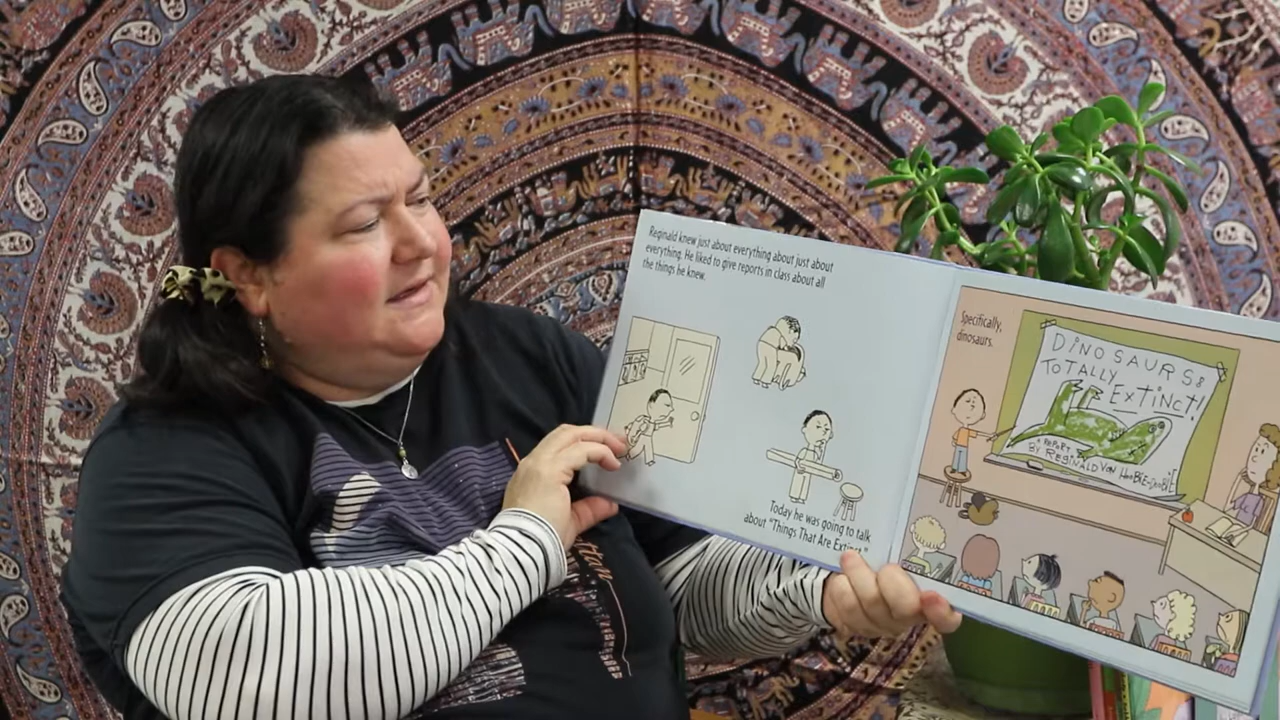 Reginald knew just about everything about just about
everything. He liked to give reports in class about all
the things he knew.
Today he was going to talk
about "Things That Are
Specifically,
dinosaurs.
DINOSAURS:
TOTALLY
EXTINCT!
A REPORT
BY REGINALD VON HOOBIE-DOOBIE